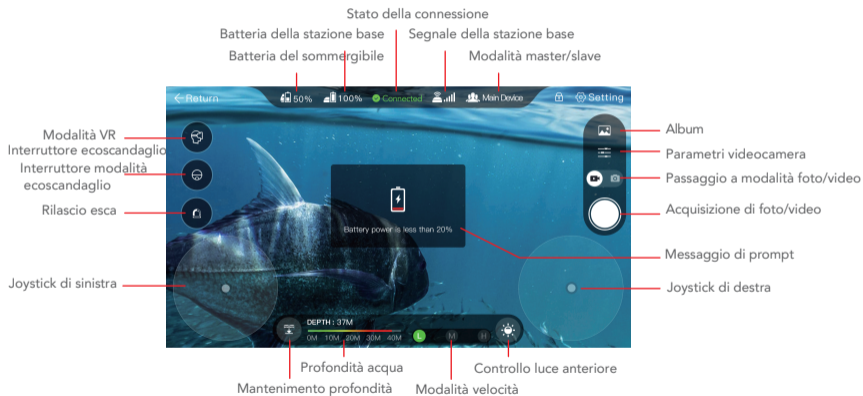 Stato della connessione
Batteria della stazione base
Segnale della stazione base
Batteria del sommergibile
Modalità master/slave
Return
50%
100%
Connected
Main Device
Setting
Modalità VR
Interruttore ecoscandaglio
Interruttore modalità
ecoscandaglio
Rilascio esca
Joystick di sinistra
Album
Parametri videocamera
Passaggio a modalità foto/video
Acquisizione di foto/video
Messaggio di prompt
Joystick di destra
Battery power is less than 20%
DEPTH : 37M
0M 10M 20M 30M 40M
L M H
Profondità acqua
Controllo luce anteriore
Mantenimento profondità
Modalità velocità